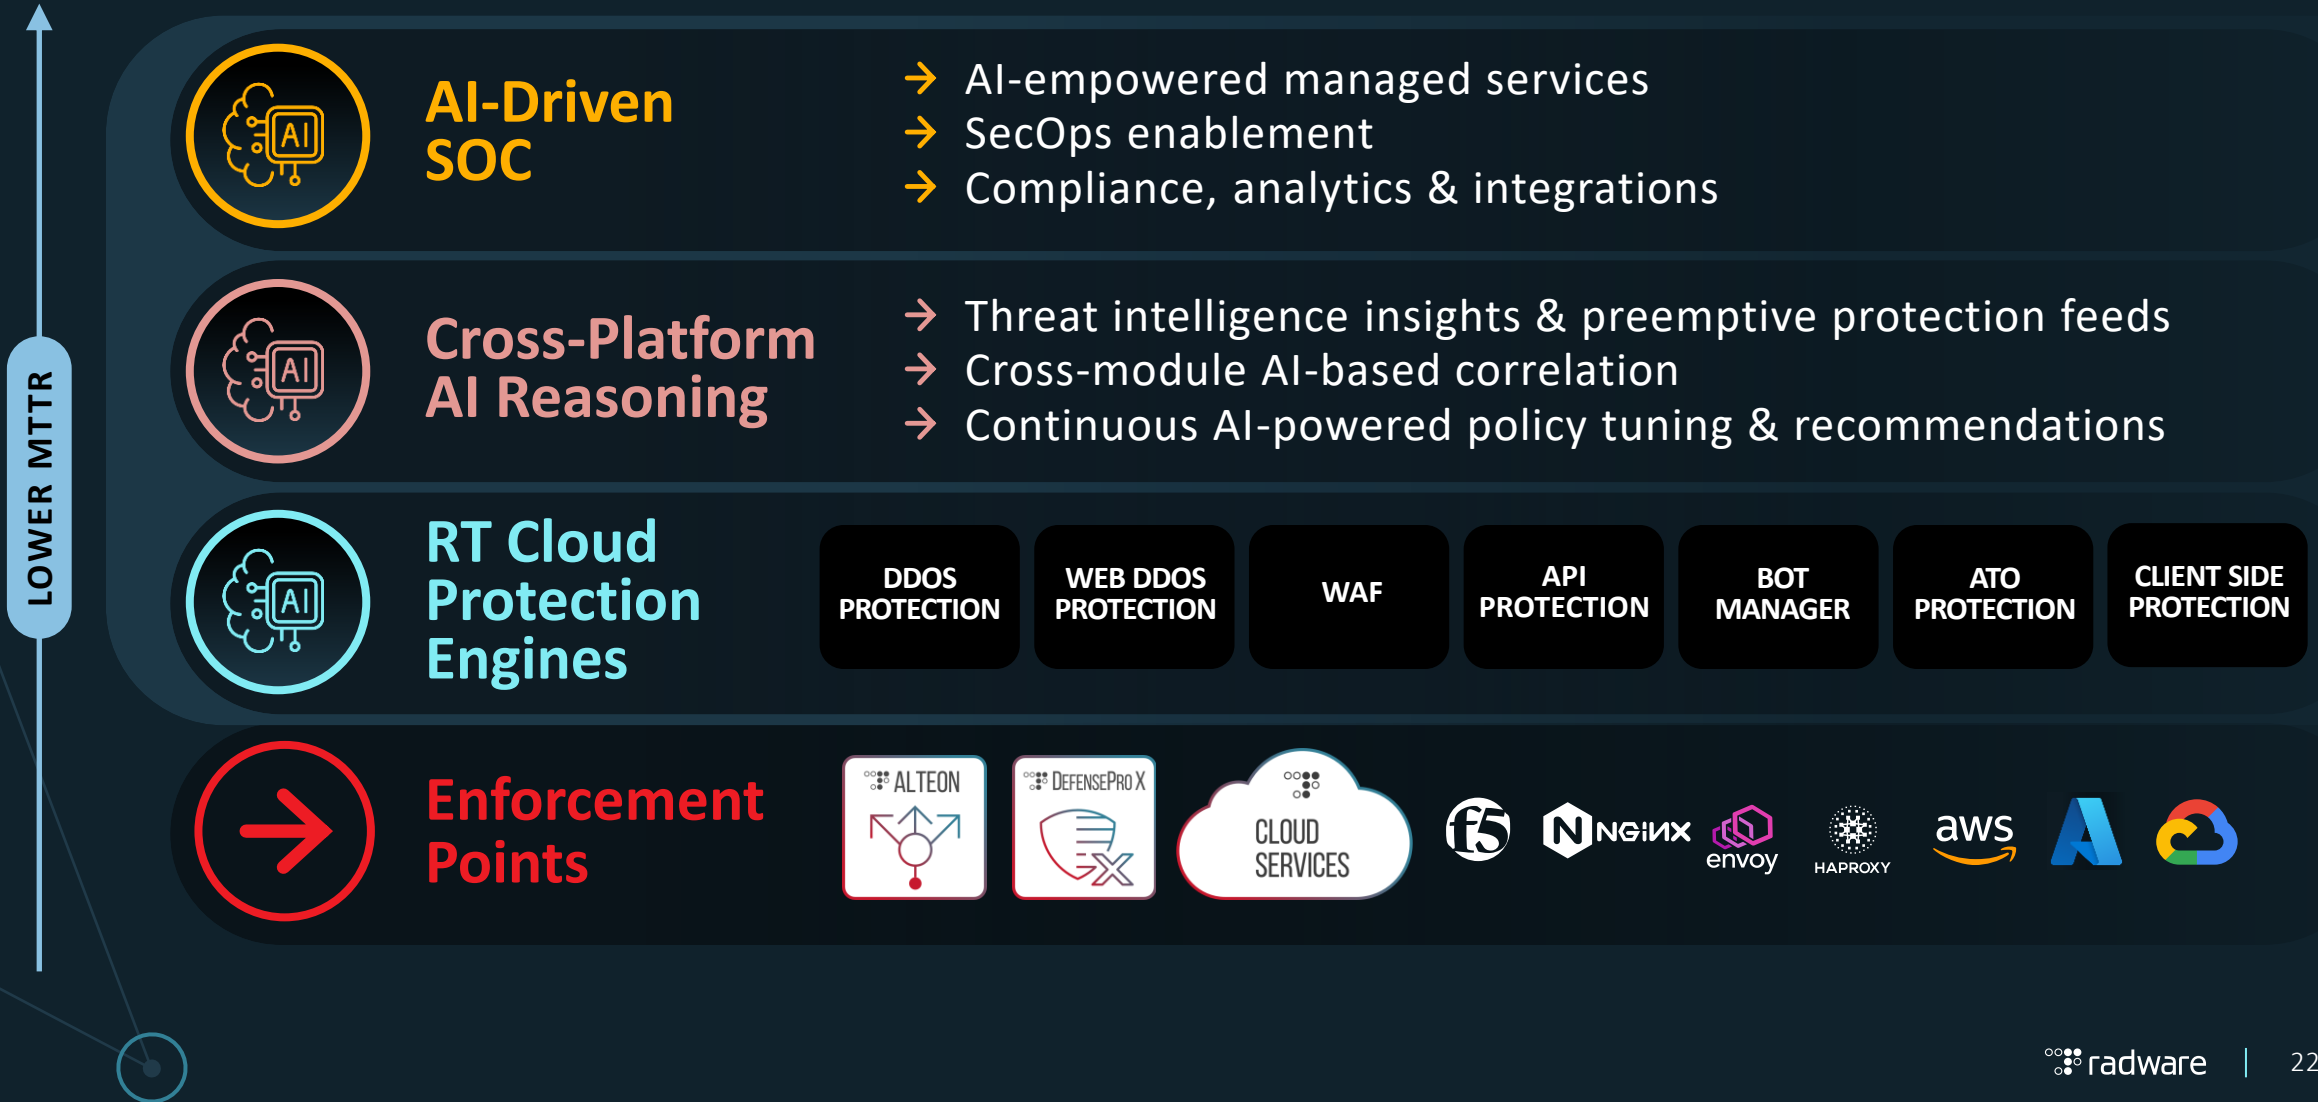 LOWER MTTR
AI
AI-Driven
SOC
AI-empowered managed services
SecOps enablement
Compliance, analytics & integrations
AI
Cross-Platform
AI Reasoning
Threat intelligence insights & preemptive protection feeds
Cross-module AI-based correlation
Continuous AI-powered policy tuning & recommendations
AI
RT Cloud
Protection
Engines
DDOS
PROTECTION
WEB DDOS
PROTECTION
WAF
API
PROTECTION
BOT
MANAGER
ATO
PROTECTION
CLIENT SIDE
PROTECTION
Enforcement
Points
ALTEON
DEFENSEPRO X
X
CLOUD
SERVICES
f5
N NGINX
envoy
HAPROXY
aws
radware
22